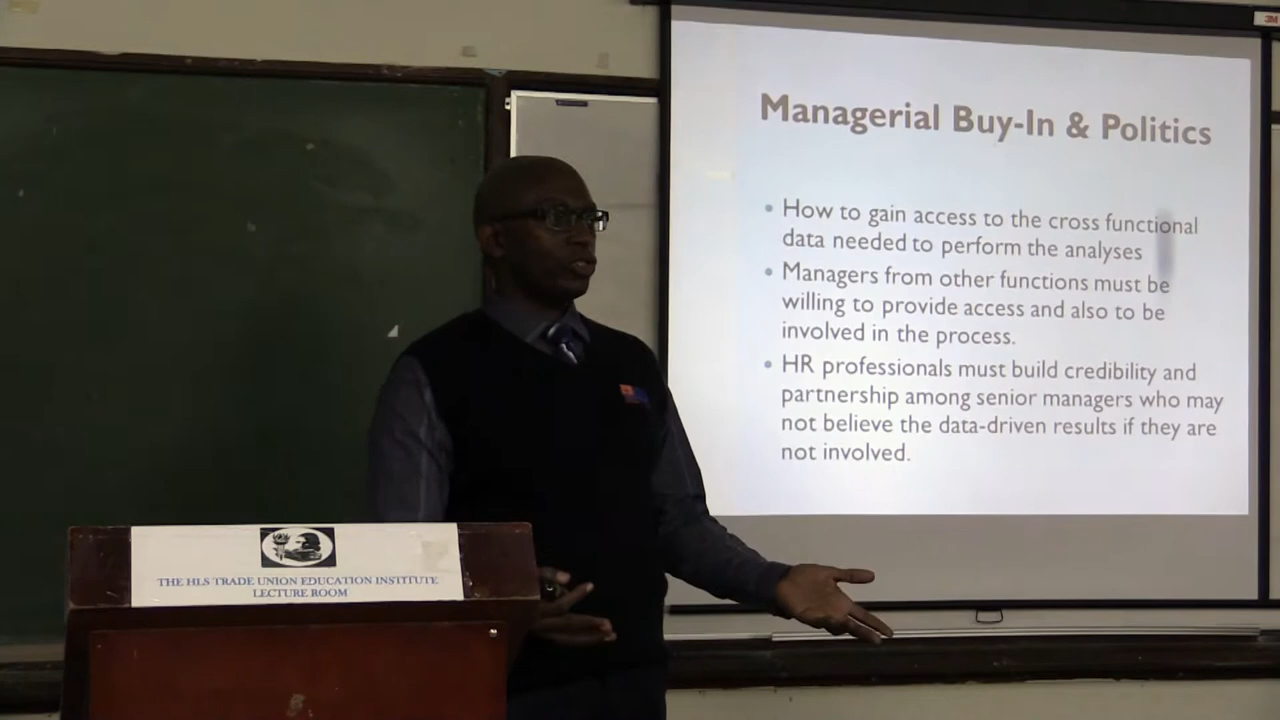 3M
Managerial Buy-In & Politics
• How to gain access to the cross functional
data needed to perform the analyses
• Managers from other functions must be
willing to provide access and also to be
involved in the process.
• HR professionals must build credibility and
partnership among senior managers who may
not believe the data-driven results if they are
not involved.
THE HLS TRADE UNION EDUCATION INSTITUTE
LECTURE ROOM